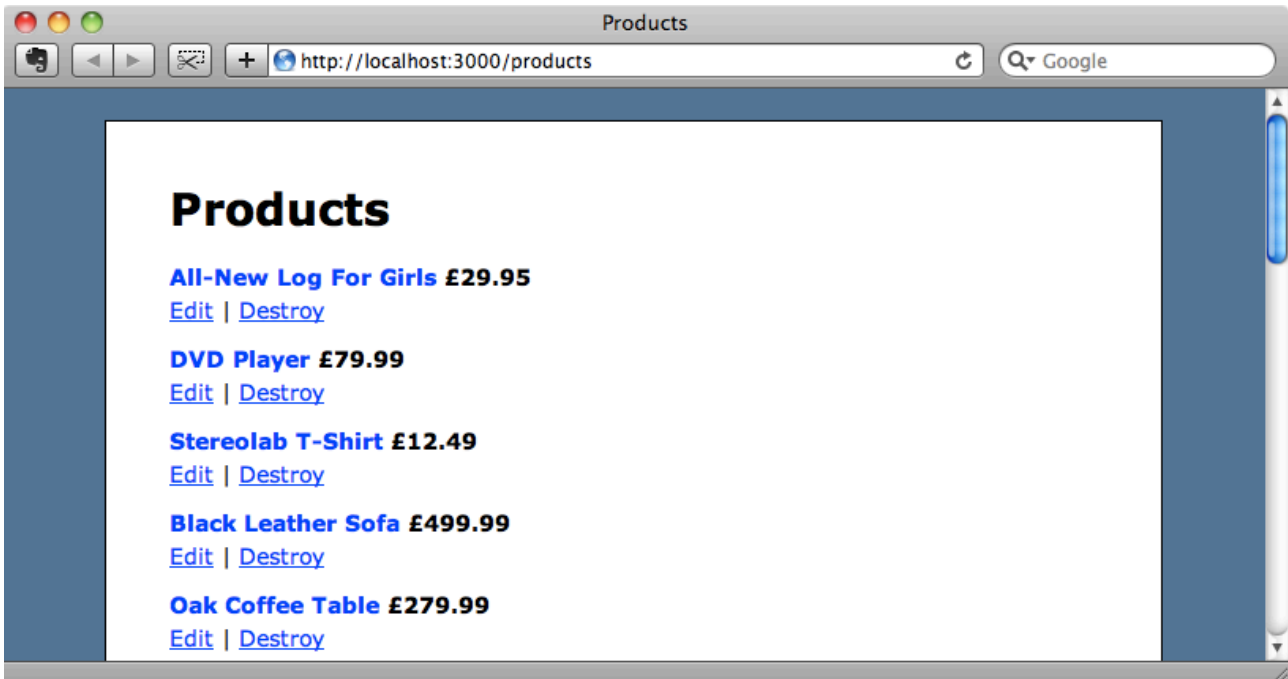 Products
http://localhost:3000/products
Google
Products
All-New Log For Girls £29.95
Edit | Destroy
DVD Player £79.99
Edit | Destroy
Stereolab T-Shirt £12.49
Edit | Destroy
Black Leather Sofa £499.99
Edit | Destroy
Oak Coffee Table £279.99
Edit | Destroy